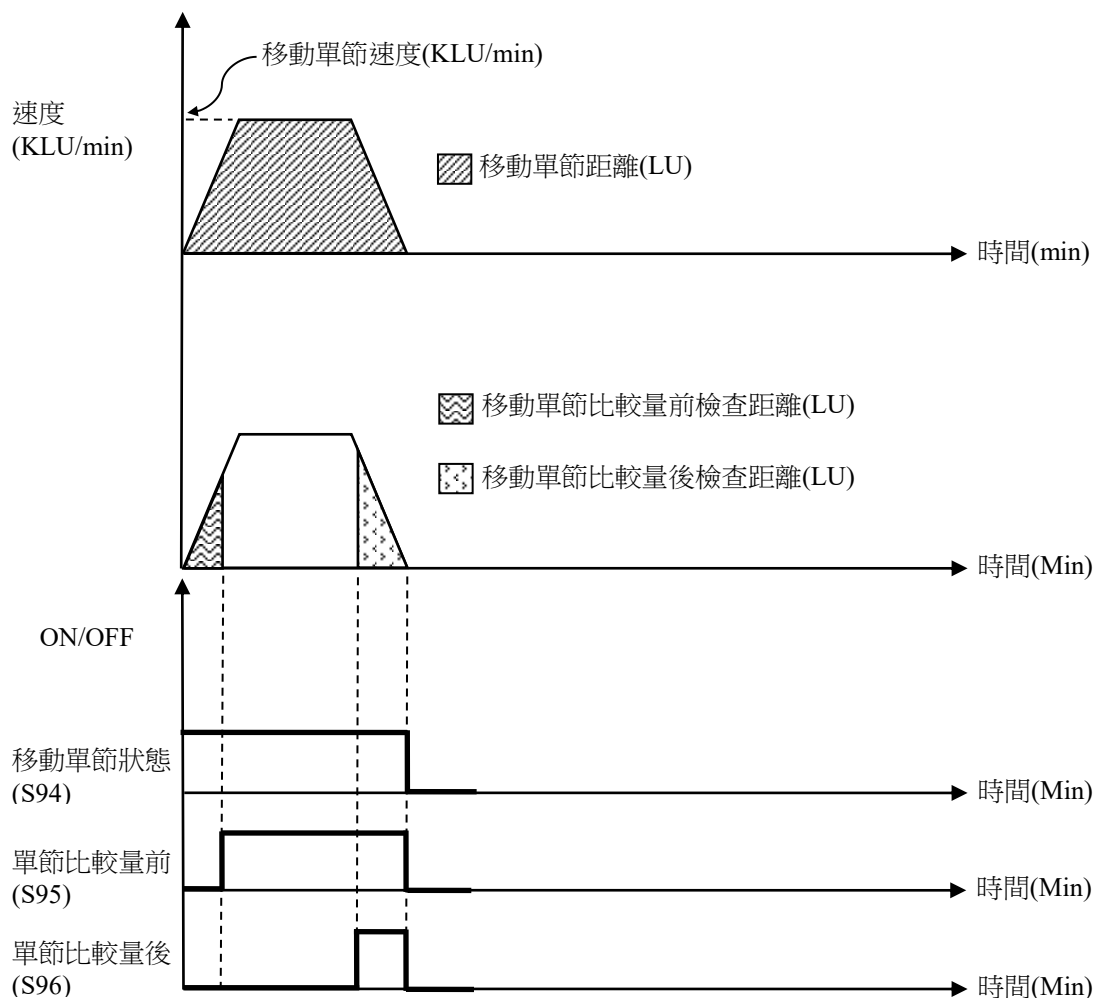 移動單節速度(KLU/min)
速度
(KLU/min)
移動單節距離(LU)
時間(min)
移動單節比較量前檢查距離(LU)
移動單節比較量後檢查距離(LU)
時間(Min)
ON/OFF
移動單節狀態
(S94)
時間(Min)
單節比較量前
(S95)
時間(Min)
單節比較量後
(S96)
時間(Min)